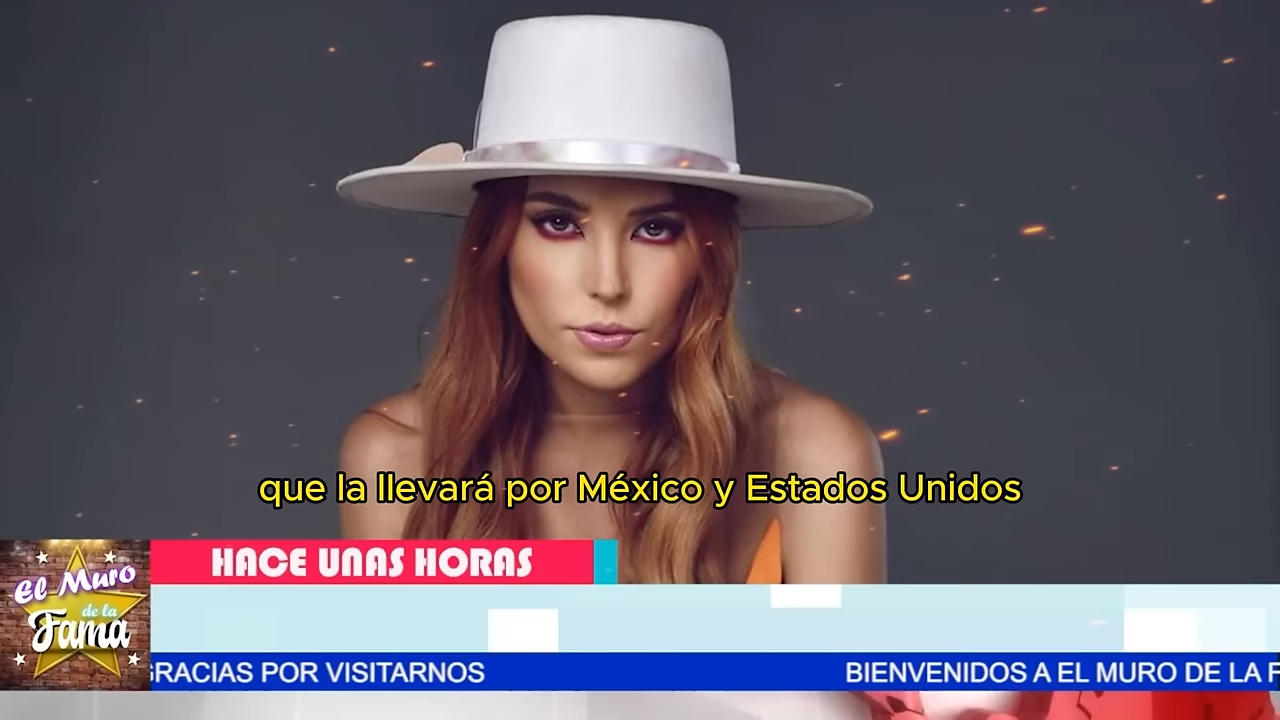 que la llevará por México y Estados Unidos
HACE UNAS HORAS
El Muro
de la
Fama
GRACIAS POR VISITARNOS
BIENVENIDOS A EL MURO DE LA F